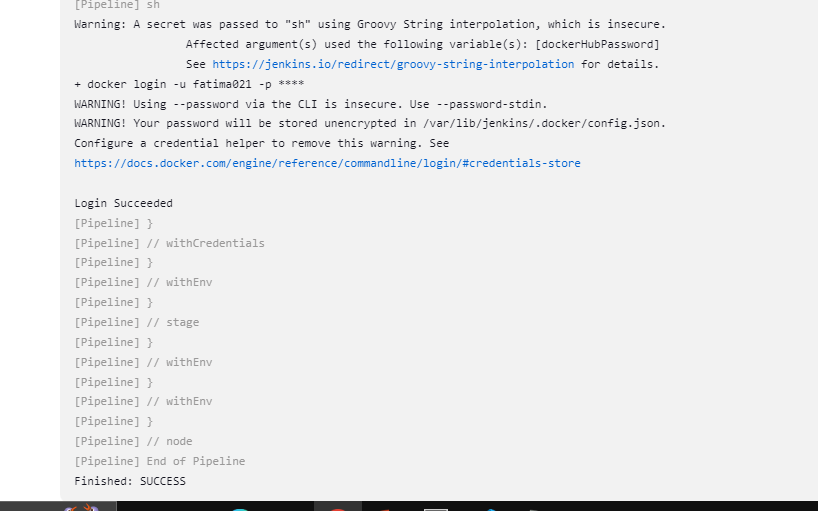 [Pipeline] sh
Warning: A secret was passed to "sh" using Groovy String interpolation, which is insecure.
Affected argument(s) used the following variable(s): [dockerHubPassword]
See https://jenkins.io/redirect/groovy-string-interpolation for details.
+ docker login -u fatima021 -p ****
WARNING! Using --password via the CLI is insecure. Use --password-stdin.
WARNING! Your password will be stored unencrypted in /var/lib/jenkins/.docker/config.json.
Configure a credential helper to remove this warning. See
https://docs.docker.com/engine/reference/commandline/login/#credentials-store
Login Succeeded
[Pipeline] }
[Pipeline] // withCredentials
[Pipeline] }
[Pipeline] // withEnv
[Pipeline] }
[Pipeline] // stage
[Pipeline] }
[Pipeline] // withEnv
[Pipeline] }
[Pipeline] // withEnv
[Pipeline] }
[Pipeline] // node
[Pipeline] End of Pipeline
Finished: SUCCESS